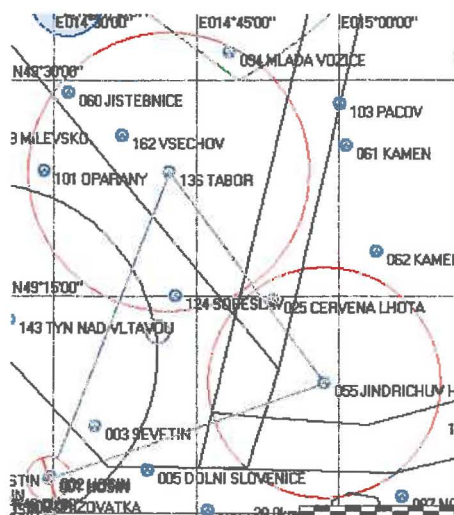 E014°30'00"
E014°45'00"
E015°00'00"
094 MLADA VOZICE
N49°30'00"
060 JISTEBNICE
103 PACOV
MILEVSKO
162 VSECHOV
061 KAMEN
101 OPARANY
136 TABOR
062 KAMEN
N49°15'00"
124 SOBESLAV
025 CERVENA LHOTA
143 TYN NAD VLTAVOU
055 JINDRICHUV H
003 SEVETIN
005 DOLNI SLOVENICE
HOSIN